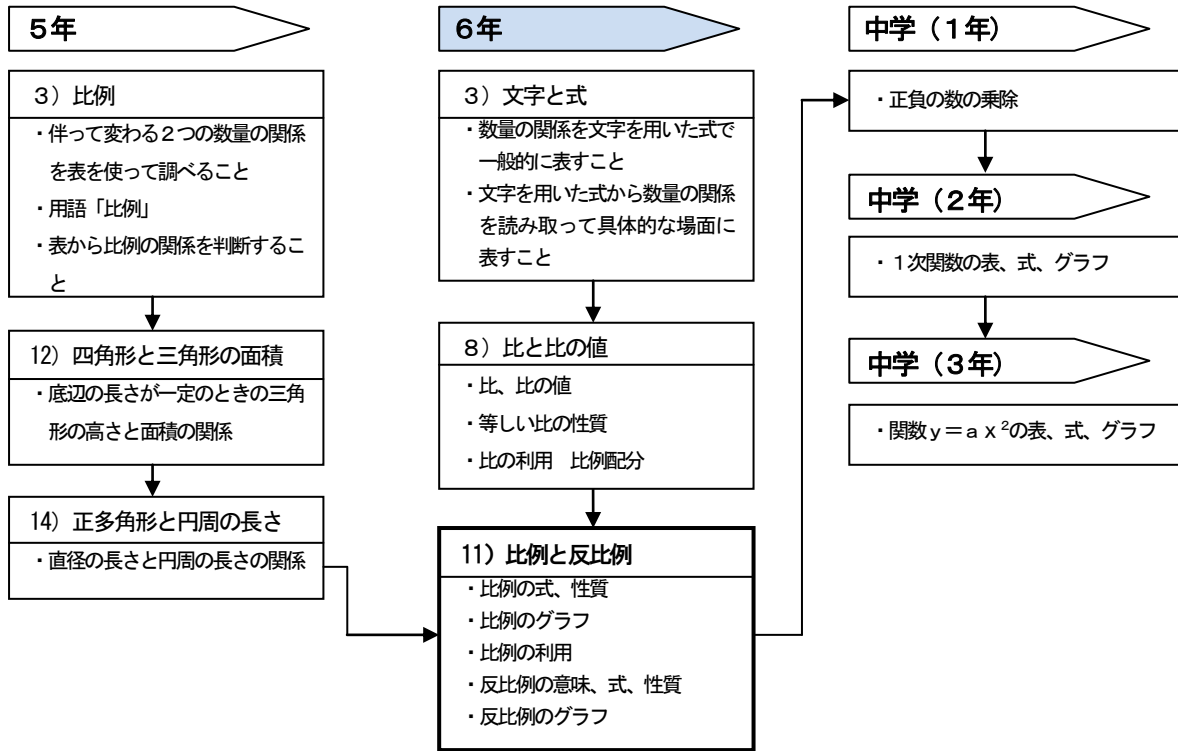 5年
3）比例
・伴って変わる2つの数量の関係
を表を使って調べること
・用語「比例」
・表から比例の関係を判断するこ
と
12）四角形と三角形の面積
・底辺の長さが一定のときの三角
形の高さと面積の関係
14）正多角形と円周の長さ
・直径の長さと円周の長さの関係
6年
3）文字と式
・数量の関係を文字を用いた式で
一般的に表すこと
・文字を用いた式から数量の関係
を読み取って具体的な場面に
表すこと
8）比と比の値
・比、比の値
・等しい比の性質
・比の利用　比例配分
11）比例と反比例
・比例の式、性質
・比例のグラフ
・比例の利用
・反比例の意味、式、性質
・反比例のグラフ
中学（1年）
・正負の数の乗除
中学（2年）
・1次関数の表、式、グラフ
中学（3年）
・関数y＝ax²の表、式、グラフ